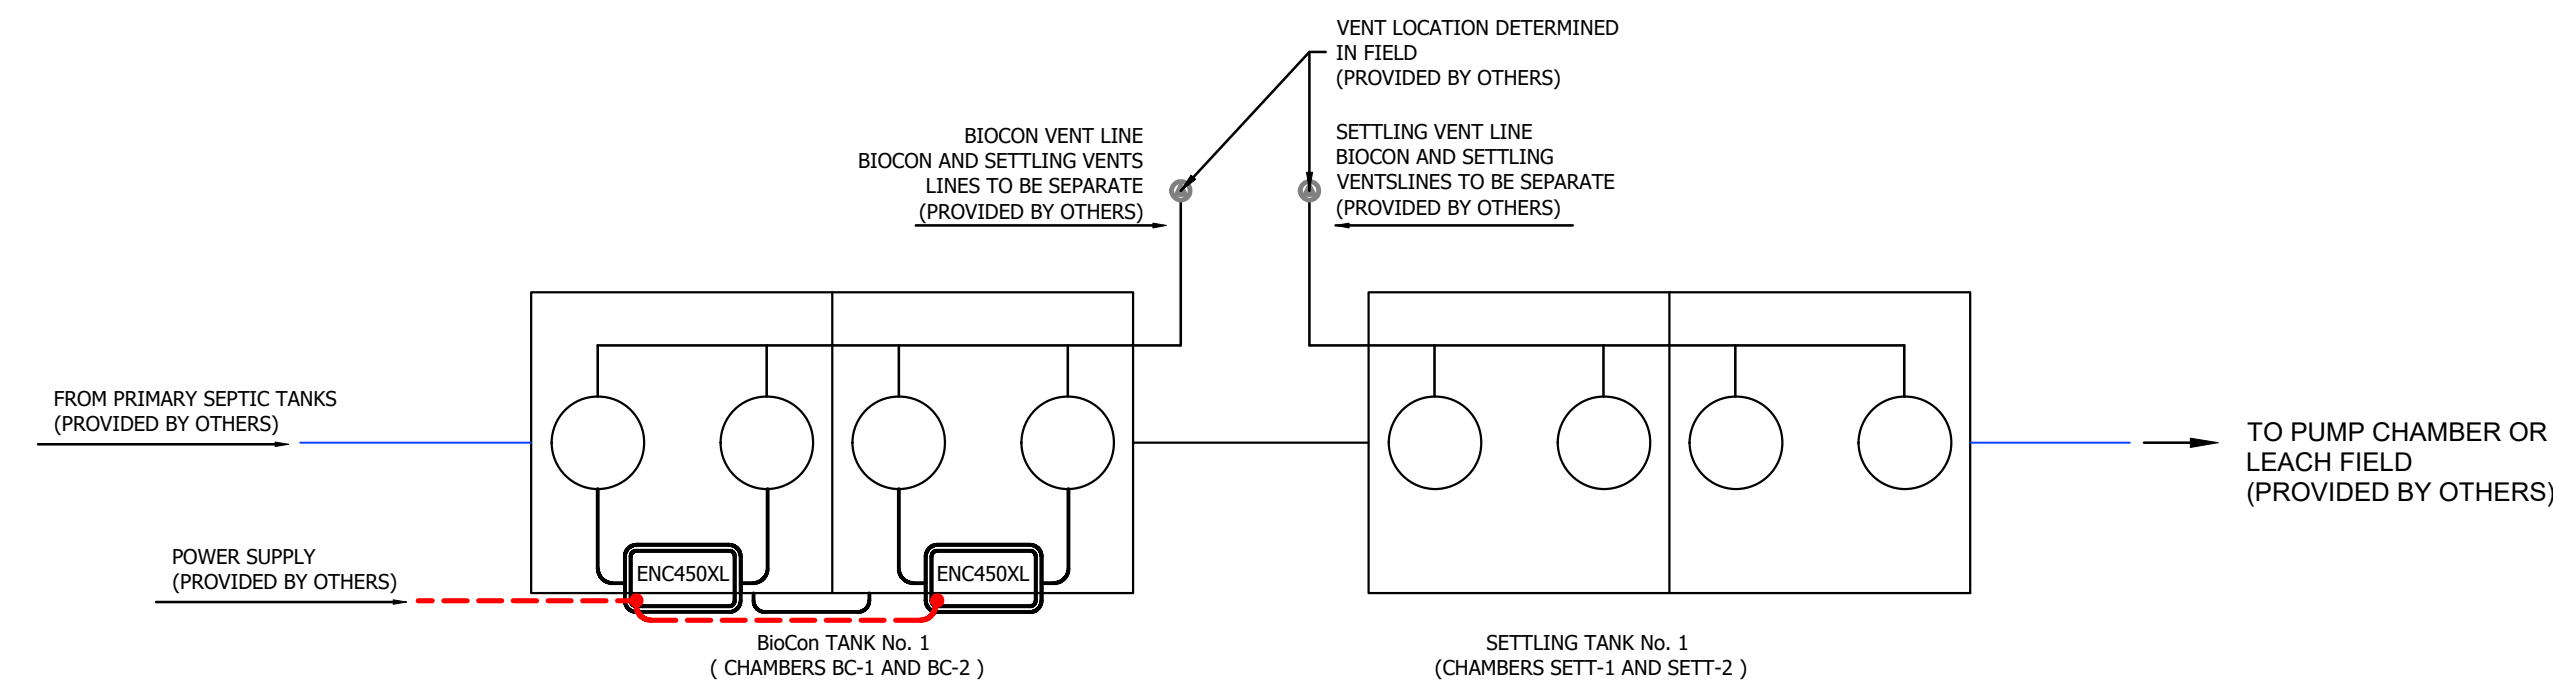 VENT LOCATION DETERMINED
IN FIELD
(PROVIDED BY OTHERS)
BIOCON VENT LINE
BIOCON AND SETTLING VENTS
LINES TO BE SEPARATE
(PROVIDED BY OTHERS)
SETTLING VENT LINE
BIOCON AND SETTLING
VENTSLINES TO BE SEPARATE
(PROVIDED BY OTHERS)
FROM PRIMARY SEPTIC TANKS
(PROVIDED BY OTHERS)
TO PUMP CHAMBER OR
LEACH FIELD
(PROVIDED BY OTHERS)
POWER SUPPLY
(PROVIDED BY OTHERS)
ENC450XL
ENC450XL
BioCon TANK No. 1
( CHAMBERS BC-1 AND BC-2 )
SETTLING TANK No. 1
(CHAMBERS SETT-1 AND SETT-2 )